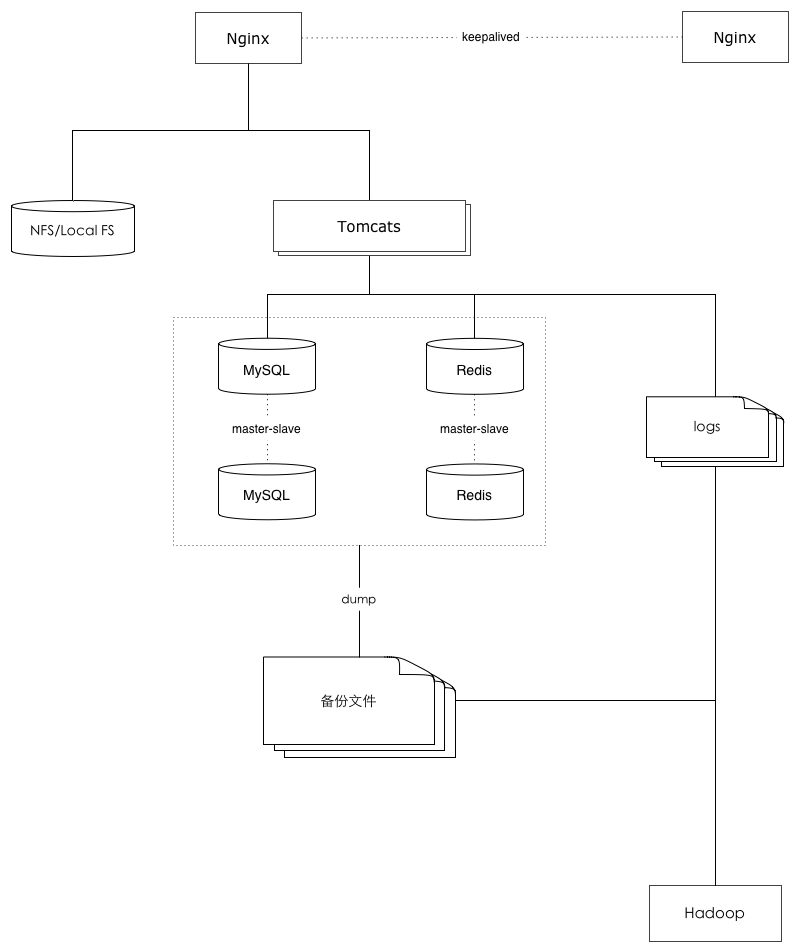 Nginx
keepalived
Nginx
NFS/Local FS
Tomcats
MySQL
Redis
master-slave
master-slave
logs
MySQL
Redis
dump
备份文件
Hadoop